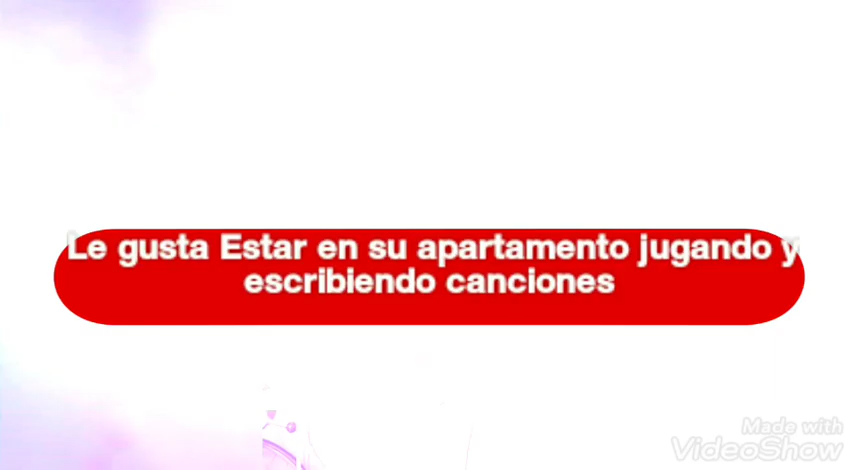 Le gusta Estar en su apartamento jugando y
escribiendo canciones
Made with
VideoShow